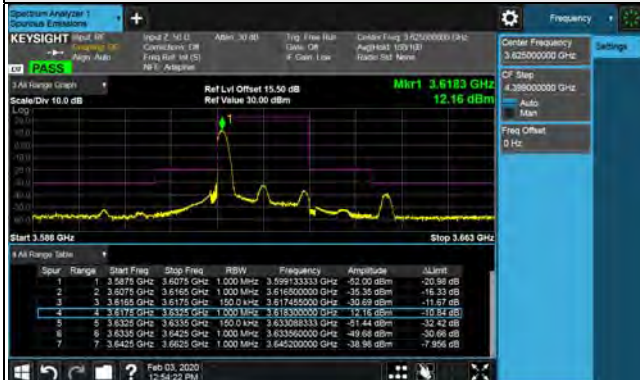 Spectrum Analyzer 1
Spurious Emissions
Frequency
KEYSIGHT Input: RF Input Z: 50 Ω Atten: 30 dB Trig: Free Run Center Freq: 3.625000000 GHz
Coupling: DC Corrections: Off Gate: Off Avg|Hold: 100/100
Align: Auto Freq Ref: Int (S) IF Gain: Low Radio Std: None
NFE: Adaptive
PASS
Center Frequency
3.625000000 GHz
Settings
CF Step
4.399000000 GHz
Auto
Man
Freq Offset
0 Hz
3 All Range Graph
Ref Lvl Offset 15.50 dB
Mkr1 3.6183 GHz
Scale/Div 10.0 dB
Ref Value 30.00 dBm
12.16 dBm
Log
1
Start 3.588 GHz
Stop 3.663 GHz
6 All Range Table
Spur Range Start Freq Stop Freq RBW Frequency Amplitude ΔLimit
1 1 3.5875 GHz 3.6075 GHz 1.000 MHz 3.599133333 GHz -52.00 dBm -20.98 dB
2 2 3.6075 GHz 3.6165 GHz 1.000 MHz 3.616500000 GHz -35.35 dBm -16.33 dB
3 3 3.6165 GHz 3.6175 GHz 150.0 kHz 3.617455000 GHz -30.69 dBm -11.67 dB
4 4 3.6175 GHz 3.6325 GHz 1.000 MHz 3.618300000 GHz 12.16 dBm -10.84 dB
5 5 3.6325 GHz 3.6335 GHz 150.0 kHz 3.633088333 GHz -51.44 dBm -32.42 dB
6 6 3.6335 GHz 3.6425 GHz 1.000 MHz 3.633560000 GHz -49.68 dBm -30.66 dB
7 7 3.6425 GHz 3.6625 GHz 1.000 MHz 3.645200000 GHz -38.96 dBm -7.956 dB
Feb 03, 2020
12:54:22 PM